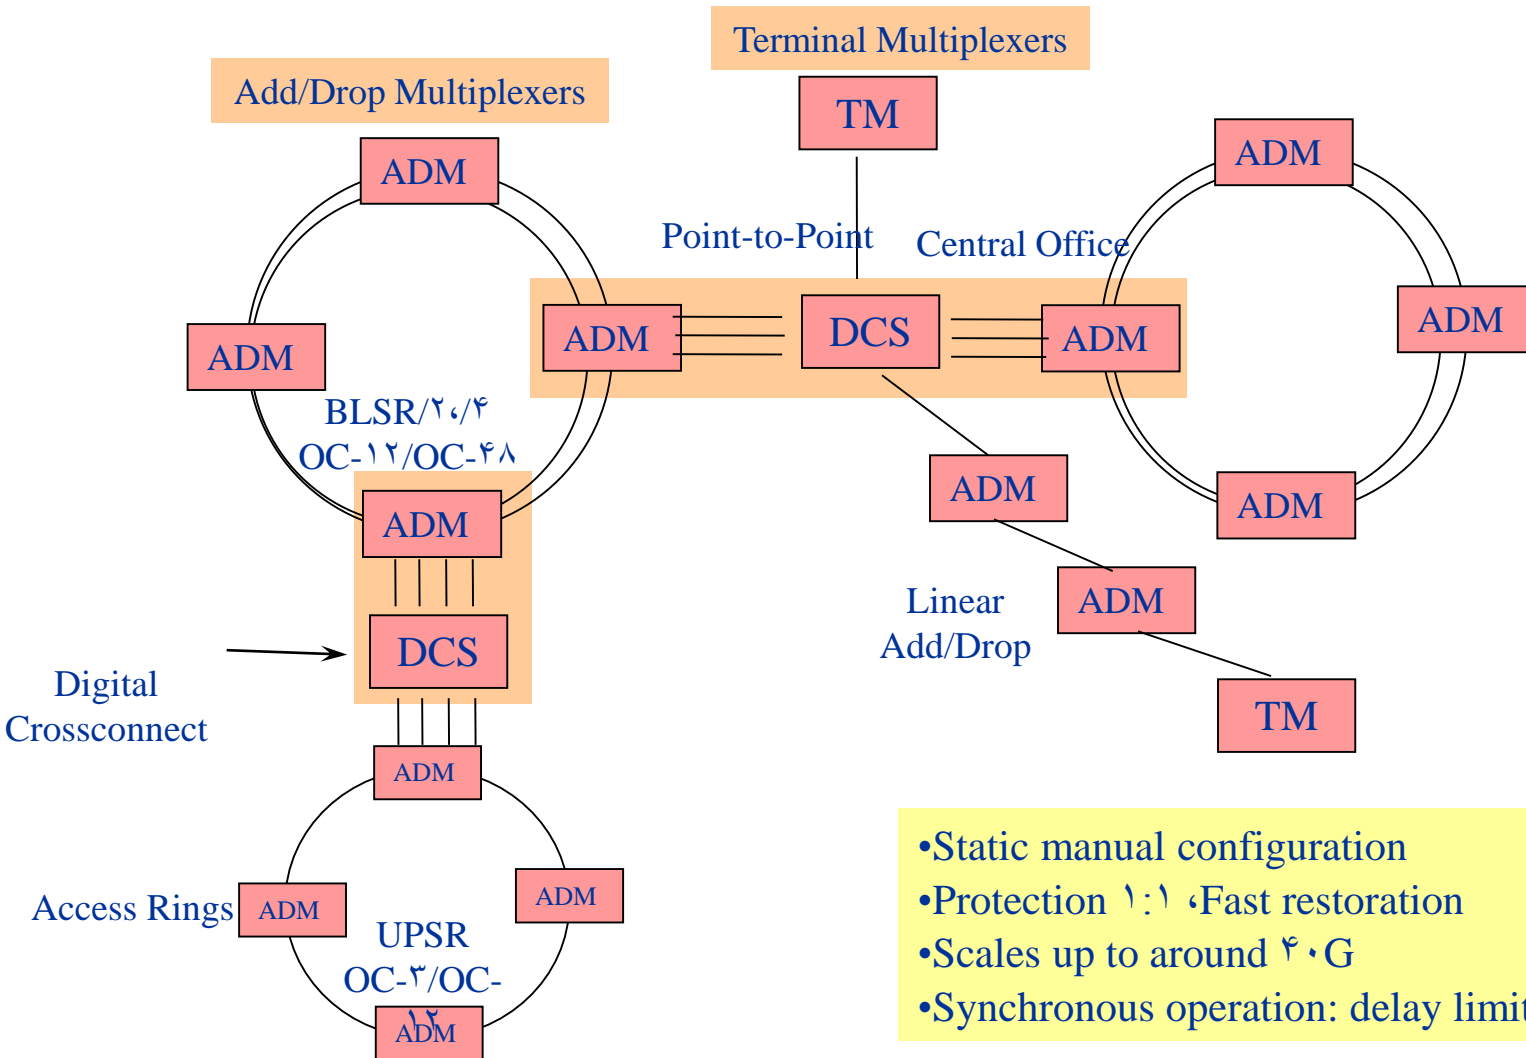 Terminal Multiplexers
Add/Drop Multiplexers
TM
ADM
ADM
Point-to-Point
Central Office
ADM
ADM
DCS
ADM
ADM
BLSR/۲،/۴
OC-۱۲/OC-۴۸
ADM
ADM
ADM
Linear
Add/Drop
ADM
DCS
Digital
Crossconnect
TM
ADM
Access Rings
ADM
ADM
UPSR
OC-۳/OC-
۱۲
ADM
•Static manual configuration
•Protection ۱:۱ ،Fast restoration
•Scales up to around ۴۰G
•Synchronous operation: delay limit